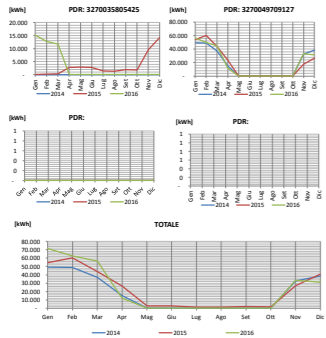 [kWh] PDR: 3270035805425
20.000
15.000
10.000
5.000
-
Gen Feb Mar Apr Mag Giu Lug Ago Set Ott Nov Dic
2014 2015 2016
[kWh] PDR: 3270049709127
80.000
60.000
40.000
20.000
-
Gen Feb Mar Apr Mag Giu Lug Ago Set Ott Nov Dic
2014 2015 2016
[kWh] PDR:
1
1
1
0
0
-
Gen Feb Mar Apr Mag Giu Lug Ago Set Ott Nov Dic
2014 2015 2016
[kWh] PDR:
1
1
1
1
0
0
-
Gen Feb Mar Apr Mag Giu Lug Ago Set Ott Nov Dic
2014 2015 2016
[kWh] TOTALE
80.000
70.000
60.000
50.000
40.000
30.000
20.000
10.000
-
Gen Feb Mar Apr Mag Giu Lug Ago Set Ott Nov Dic
2014 2015 2016